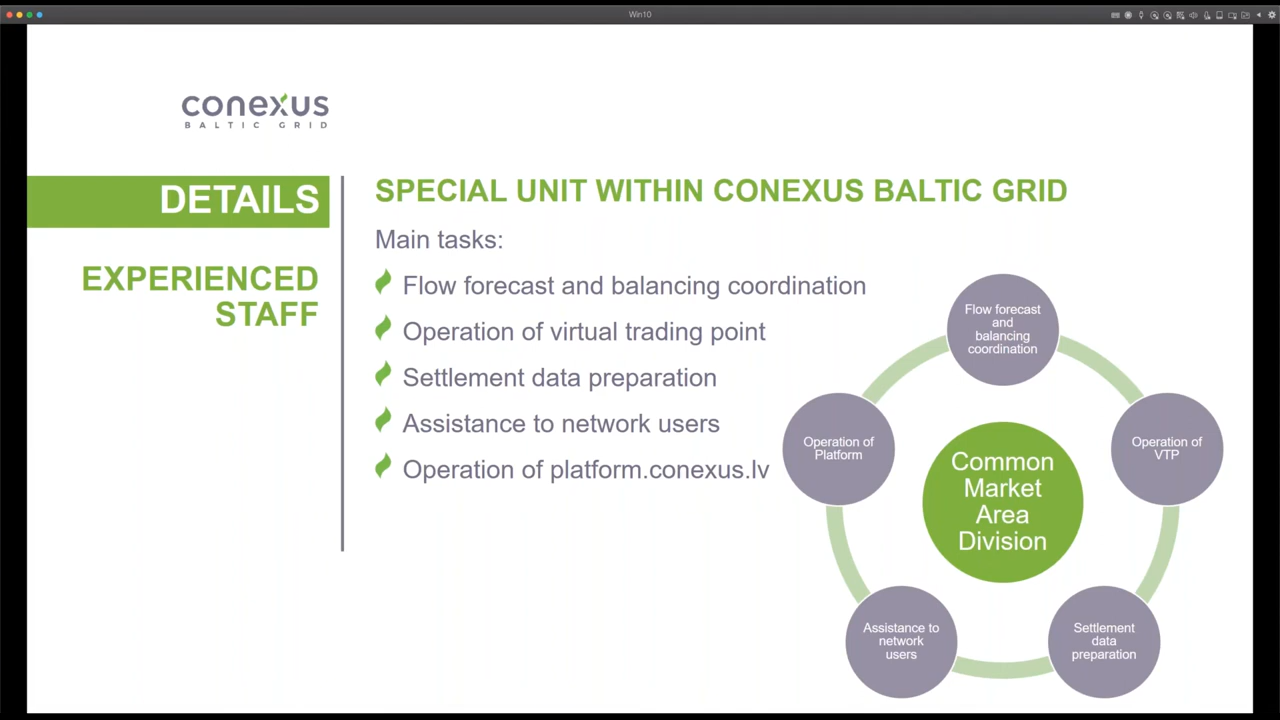 Win10
conexus
BALTIC GRID
DETAILS
EXPERIENCED
STAFF
SPECIAL UNIT WITHIN CONEXUS BALTIC GRID
Main tasks:
Flow forecast and balancing coordination
Operation of virtual trading point
Settlement data preparation
Assistance to network users
Operation of platform.conexus.lv
Flow forecast
and
balancing
coordination
Operation of
VTP
Settlement
data
preparation
Assistance to
network
users
Operation of
Platform
Common
Market
Area
Division